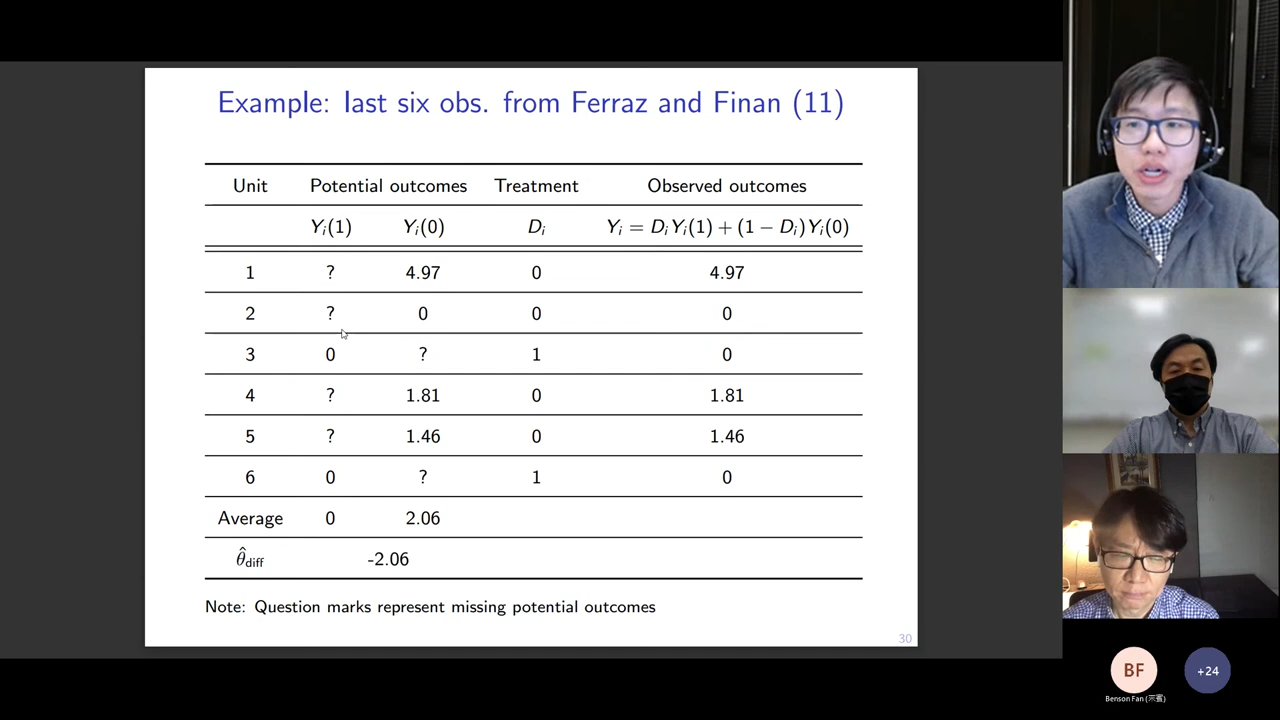 Example: last six obs. from Ferraz and Finan (11)
Unit Potential outcomes Treatment Observed outcomes
Yᵢ(1) Yᵢ(0) Dᵢ Yᵢ = DᵢYᵢ(1) + (1 − Dᵢ)Yᵢ(0)
1 ? 4.97 0 4.97
2 ? 0 0 0
3 0 ? 1 0
4 ? 1.81 0 1.81
5 ? 1.46 0 1.46
6 0 ? 1 0
Average 0 2.06
θ̂diff -2.06
Note: Question marks represent missing potential outcomes
30
BF
+24
Benson Fan